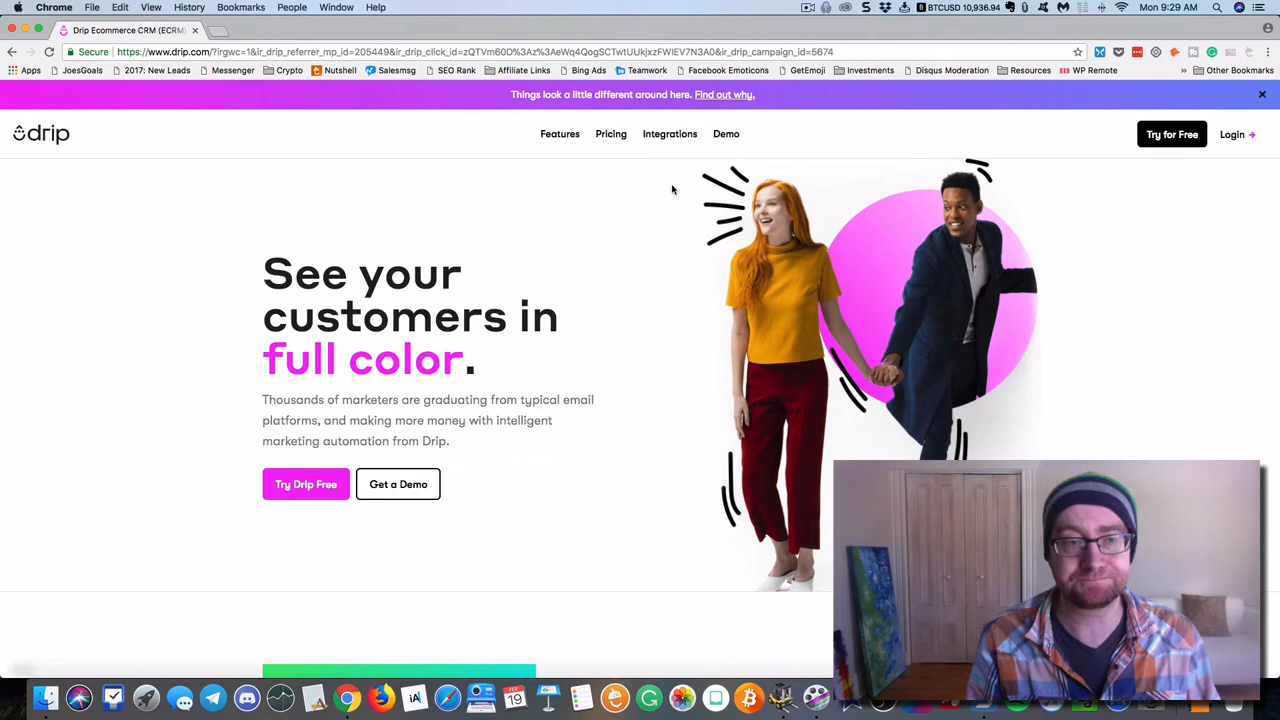 Chrome File Edit View History Bookmarks People Window Help
BTCUSD 10,936.94 Mon 9:29 AM
Drip Ecommerce CRM (ECRM)
Secure https://www.drip.com/?irgwc=1&ir_drip_referrer_mp_id=205449&ir_drip_click_id=zQTVm60D%3Az%3AeWq4QogSCTwtUUkjxzFWIEV7N3A0&ir_drip_campaign_id=5674
Apps JoesGoals 2017: New Leads Messenger Crypto Nutshell Salesmsg SEO Rank Affiliate Links Bing Ads Teamwork Facebook Emoticons GetEmoji Investments Disqus Moderation Resources WP Remote » Other Bookmarks
Things look a little different around here. Find out why.
drip
Features Pricing Integrations Demo
Try for Free Login
See your
customers in
full color.
Thousands of marketers are graduating from typical email
platforms, and making more money with intelligent
marketing automation from Drip.
Try Drip Free Get a Demo
iA FEB 19